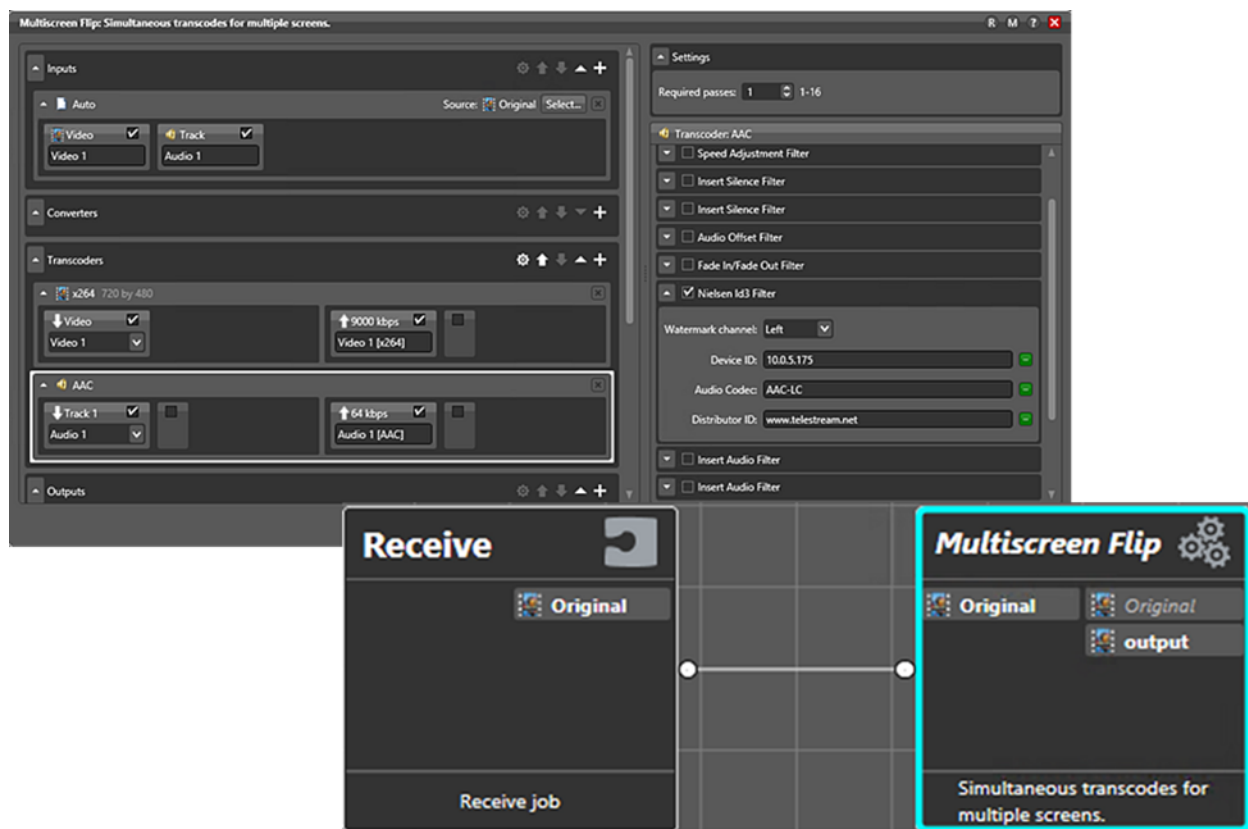 Multiscreen Flip: Simultaneous transcodes for multiple screens.
R M ?
Inputs
Auto
Source: Original Select...
Video Track
Video 1 Audio 1
Converters
Transcoders
x264 720 by 480
Video 9000 kbps
Video 1 Video 1 [x264]
AAC
Track 1 64 kbps
Audio 1 Audio 1 [AAC]
Outputs
Settings
Required passes: 1 1-16
Transcoder: AAC
Speed Adjustment Filter
Insert Silence Filter
Insert Silence Filter
Audio Offset Filter
Fade In/Fade Out Filter
Nielsen Id3 Filter
Watermark channel: Left
Device ID: 10.0.5.175
Audio Codec: AAC-LC
Distributor ID: www.telestream.net
Insert Audio Filter
Insert Audio Filter
Receive
Original
Receive job
Multiscreen Flip
Original Original
output
Simultaneous transcodes for
multiple screens.